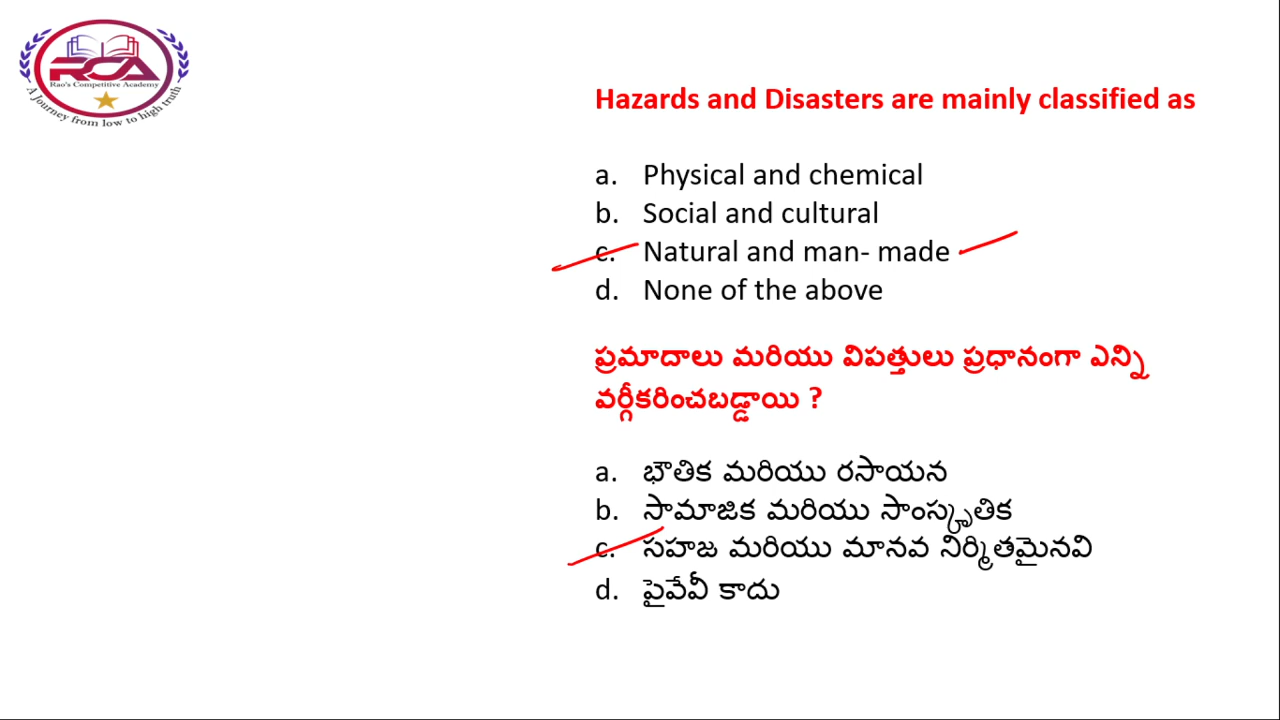 RCA
Rao's Competitive Academy
A Journey from low to high truth
Hazards and Disasters are mainly classified as
a. Physical and chemical
b. Social and cultural
c. Natural and man- made
d. None of the above
ప్రమాదాలు మరియు విపత్తులు ప్రధానంగా ఎన్ని
వర్గీకరించబడ్డాయి ?
a. భౌతిక మరియు రసాయన
b. సామాజిక మరియు సాంస్కృతిక
c. సహజ మరియు మానవ నిర్మితమైనవి
d. పైవేవీ కాదు